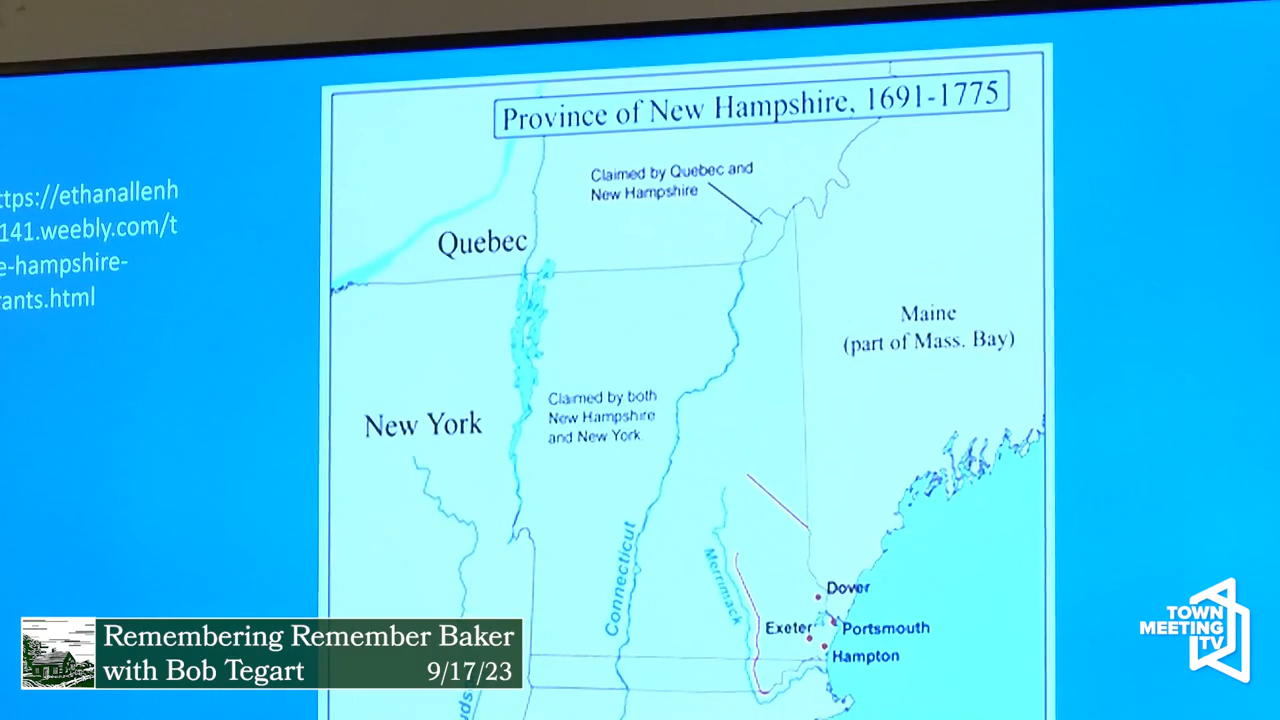 Province of New Hampshire, 1691-1775
ttps://ethanallenh
141.weebly.com/t
e-hampshire-
rants.html
Claimed by Quebec and
New Hampshire
Quebec
Maine
(part of Mass. Bay)
New York
Claimed by both
New Hampshire
and New York
Connecticut
Merrimack
Dover
Exeter
Portsmouth
Hampton
uds
Remembering Remember Baker
with Bob Tegart 9/17/23
TOWN
MEETING
TV